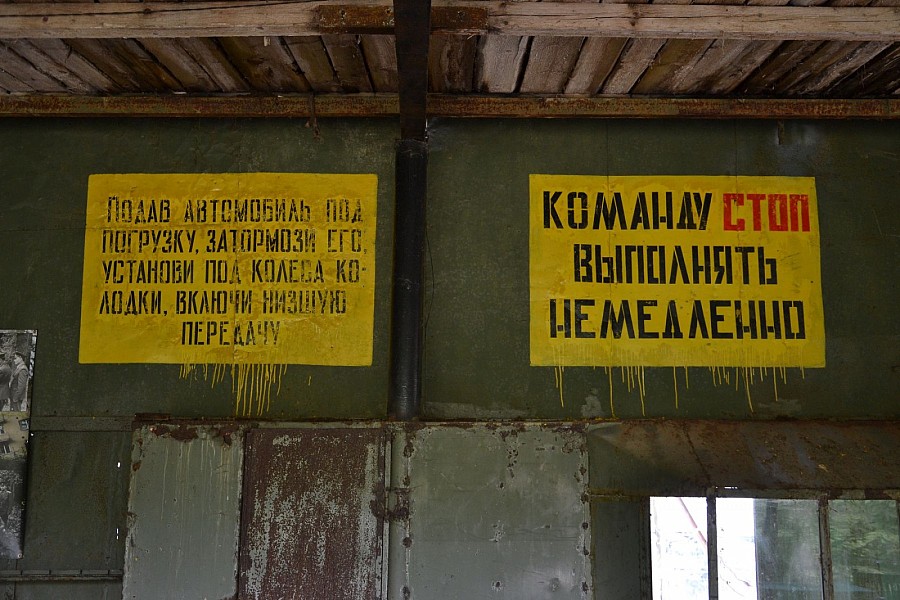 Подав автомобиль под
погрузку, затормози его,
установи под колеса ко-
лодки, включи низшую
передачу
КОМАНДУ СТОП
ВЫПОЛНЯТЬ
НЕМЕДЛЕННО